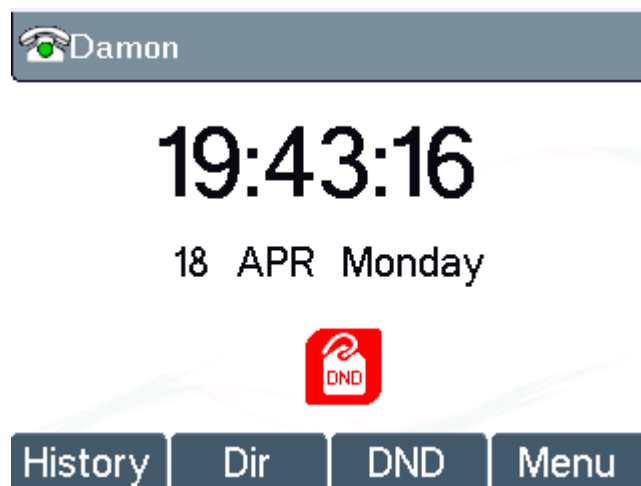 Damon
19:43:16
18 APR Monday
DND
History Dir DND Menu